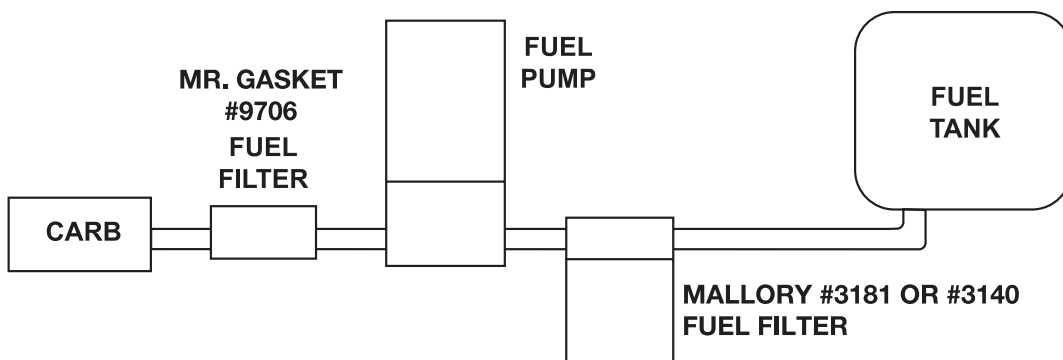 MR. GASKET
#9706
FUEL
FILTER
FUEL
PUMP
FUEL
TANK
CARB
MALLORY #3181 OR #3140
FUEL FILTER